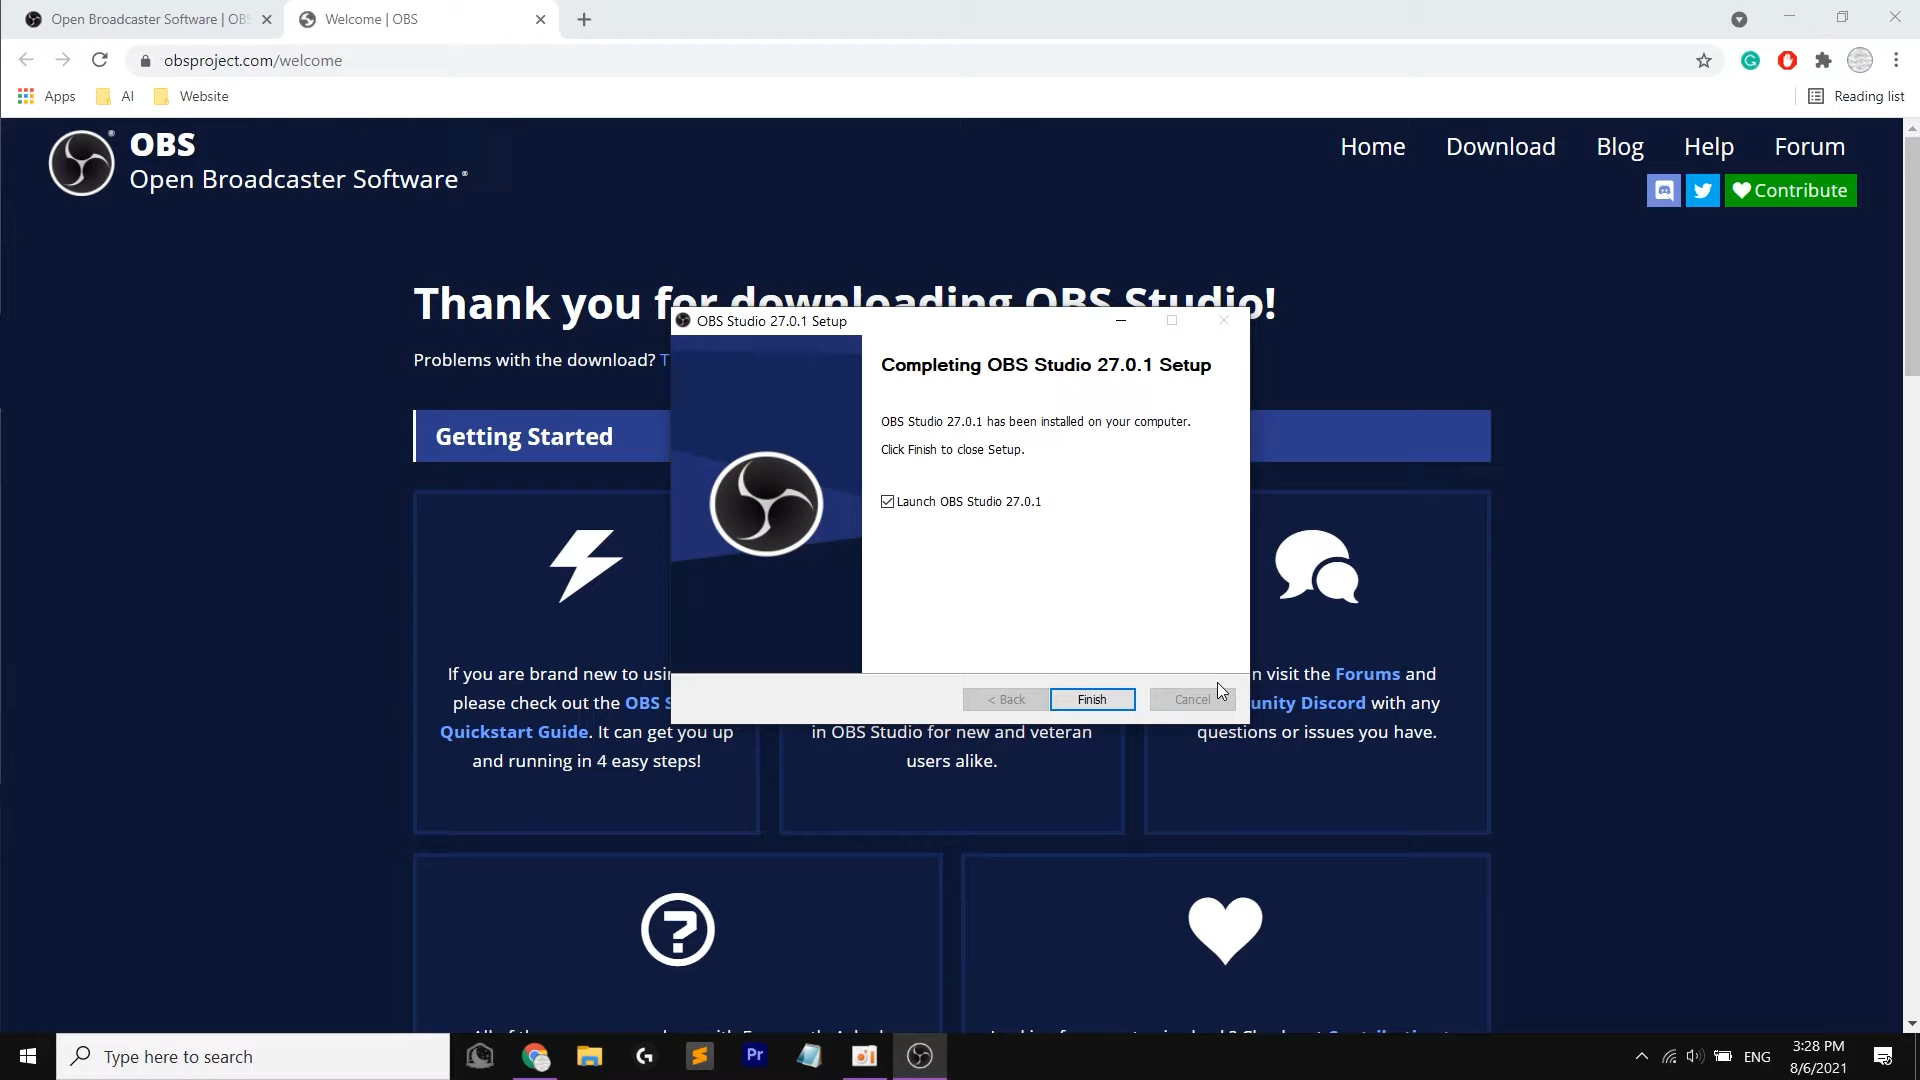 Open Broadcaster Software | OBS
Welcome | OBS
obsproject.com/welcome
Apps
AI
Website
Reading list
OBS
Open Broadcaster Software
Home
Download
Blog
Help
Forum
Contribute
Thank you for downloading OBS Studio!
Problems with the download? T
OBS Studio 27.0.1 Setup
Completing OBS Studio 27.0.1 Setup
OBS Studio 27.0.1 has been installed on your computer.
Click Finish to close Setup.
Launch OBS Studio 27.0.1
< Back
Finish
Cancel
Getting Started
If you are brand new to usi
please check out the OBS S
Quickstart Guide. It can get you up
and running in 4 easy steps!
in OBS Studio for new and veteran
users alike.
n visit the Forums and
unity Discord with any
questions or issues you have.
Type here to search
Pr
ENG
3:28 PM
8/6/2021